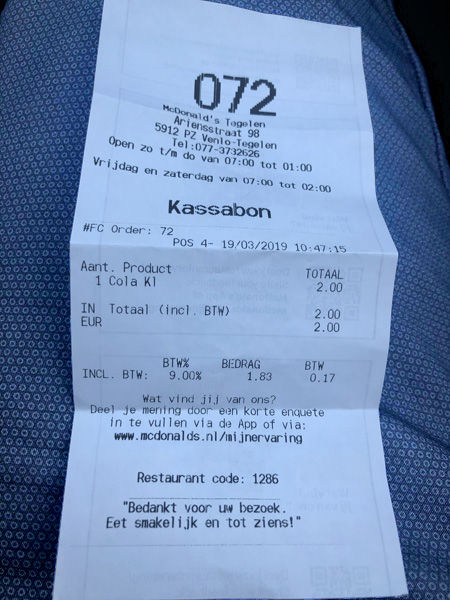 072
McDonald's Tegelen
Ariensstraat 98
5912 PZ Venlo-Tegelen
Tel:077-3732626
Open zo t/m do van 07:00 tot 01:00
Vrijdag en zaterdag van 07:00 tot 02:00
Kassabon
#FC Order: 72
POS 4- 19/03/2019 10:47:15
Aant. Product TOTAAL
1 Cola Kl 2.00
IN Totaal (incl. BTW) 2.00
EUR 2.00
BTW% BEDRAG BTW
INCL. BTW: 9.00% 1.83 0.17
Wat vind jij van ons?
Deel je mening door een korte enquete
in te vullen via de App of via:
www.mcdonalds.nl/mijnervaring
Restaurant code: 1286
"Bedankt voor uw bezoek.
Eet smakelijk en tot ziens!"